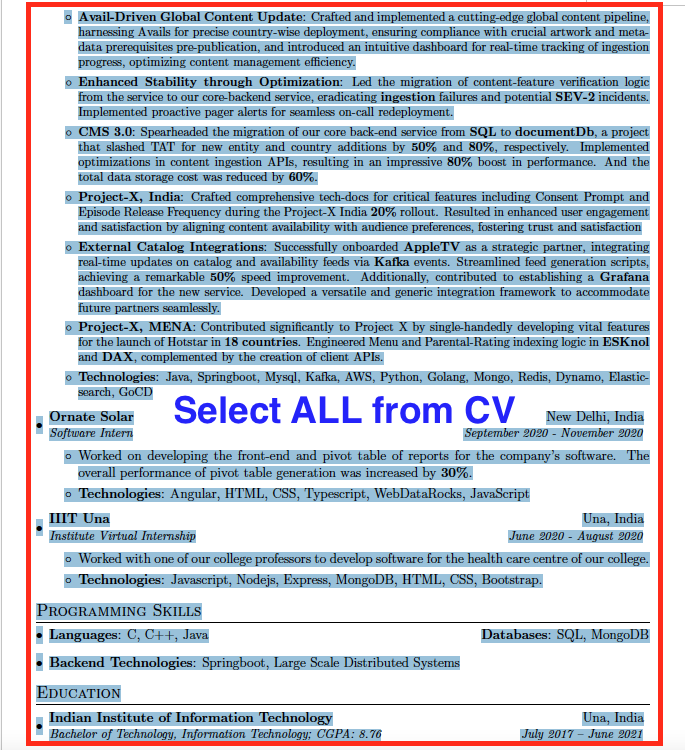 ◦ Avail-Driven Global Content Update: Crafted and implemented a cutting-edge global content pipeline,
harnessing Avails for precise country-wise deployment, ensuring compliance with crucial artwork and meta-
data prerequisites pre-publication, and introduced an intuitive dashboard for real-time tracking of ingestion
progress, optimizing content management efficiency.
◦ Enhanced Stability through Optimization: Led the migration of content-feature verification logic
from the service to our core-backend service, eradicating ingestion failures and potential SEV-2 incidents.
Implemented proactive pager alerts for seamless on-call redeployment.
◦ CMS 3.0: Spearheaded the migration of our core back-end service from SQL to documentDb, a project
that slashed TAT for new entity and country additions by 50% and 80%, respectively. Implemented
optimizations in content ingestion APIs, resulting in an impressive 80% boost in performance. And the
total data storage cost was reduced by 60%.
◦ Project-X, India: Crafted comprehensive tech-docs for critical features including Consent Prompt and
Episode Release Frequency during the Project-X India 20% rollout. Resulted in enhanced user engagement
and satisfaction by aligning content availability with audience preferences, fostering trust and satisfaction
◦ External Catalog Integrations: Successfully onboarded AppleTV as a strategic partner, integrating
real-time updates on catalog and availability feeds via Kafka events. Streamlined feed generation scripts,
achieving a remarkable 50% speed improvement. Additionally, contributed to establishing a Grafana
dashboard for the new service. Developed a versatile and generic integration framework to accommodate
future partners seamlessly.
◦ Project-X, MENA: Contributed significantly to Project X by single-handedly developing vital features
for the launch of Hotstar in 18 countries. Engineered Menu and Parental-Rating indexing logic in ESKnol
and DAX, complemented by the creation of client APIs.
◦ Technologies: Java, Springboot, Mysql, Kafka, AWS, Python, Golang, Mongo, Redis, Dynamo, Elastic-
search, GoCD
Select ALL from CV
• Ornate Solar New Delhi, India
Software Intern September 2020 - November 2020
◦ Worked on developing the front-end and pivot table of reports for the company's software. The
overall performance of pivot table generation was increased by 30%.
◦ Technologies: Angular, HTML, CSS, Typescript, WebDataRocks, JavaScript
• IIIT Una Una, India
Institute Virtual Internship June 2020 - August 2020
◦ Worked with one of our college professors to develop software for the health care centre of our college.
◦ Technologies: Javascript, Nodejs, Express, MongoDB, HTML, CSS, Bootstrap.
Programming Skills
• Languages: C, C++, Java Databases: SQL, MongoDB
• Backend Technologies: Springboot, Large Scale Distributed Systems
Education
• Indian Institute of Information Technology Una, India
Bachelor of Technology, Information Technology; CGPA: 8.76 July 2017 – June 2021